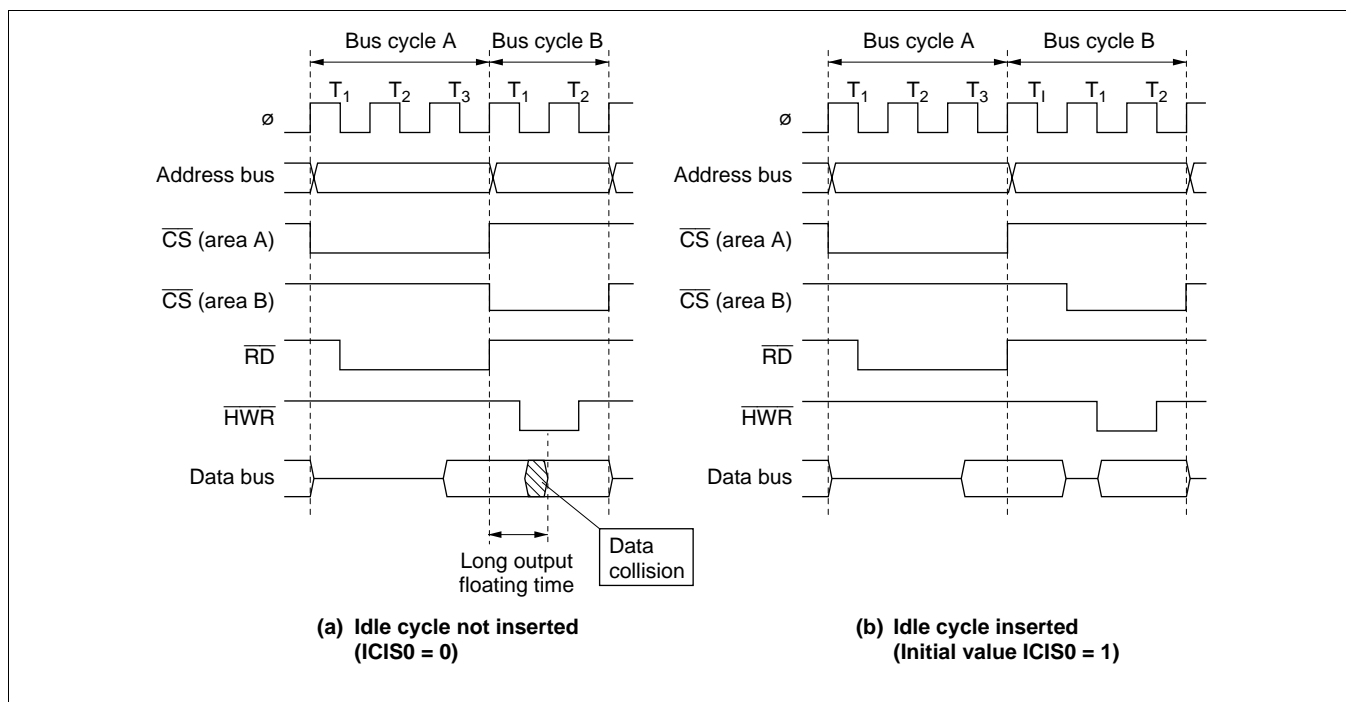 Bus cycle A Bus cycle B
T1 T2 T3 T1 T2
ø
Address bus
CS (area A)
CS (area B)
RD
HWR
Data bus
Long output
floating time
Data
collision
(a) Idle cycle not inserted
(ICIS0 = 0)
Bus cycle A Bus cycle B
T1 T2 T3 TI T1 T2
ø
Address bus
CS (area A)
CS (area B)
RD
HWR
Data bus
(b) Idle cycle inserted
(Initial value ICIS0 = 1)